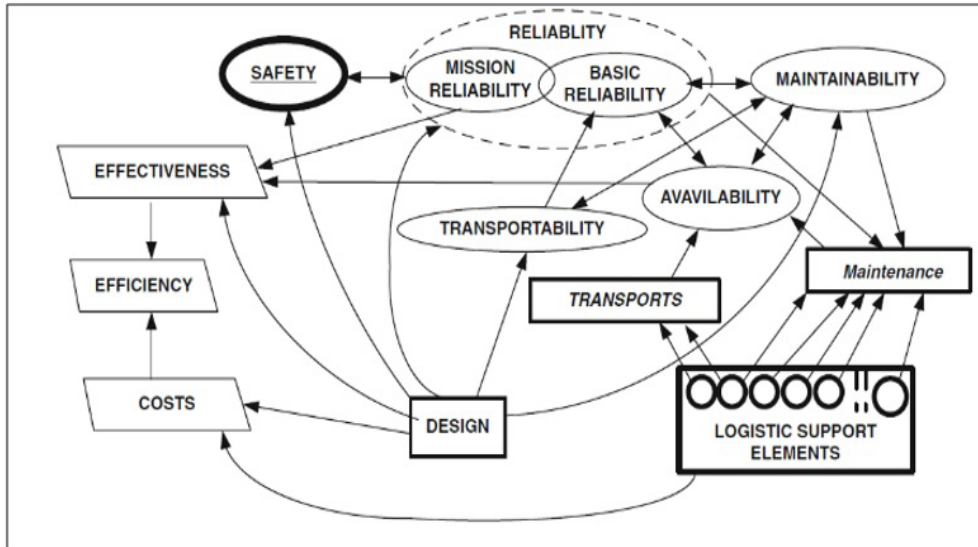 RELIABLITY
SAFETY
MISSION
RELIABILITY
BASIC
RELIABILITY
MAINTAINABILITY
EFFECTIVENESS
AVAVILABILITY
TRANSPORTABILITY
EFFICIENCY
TRANSPORTS
Maintenance
COSTS
DESIGN
LOGISTIC SUPPORT
ELEMENTS